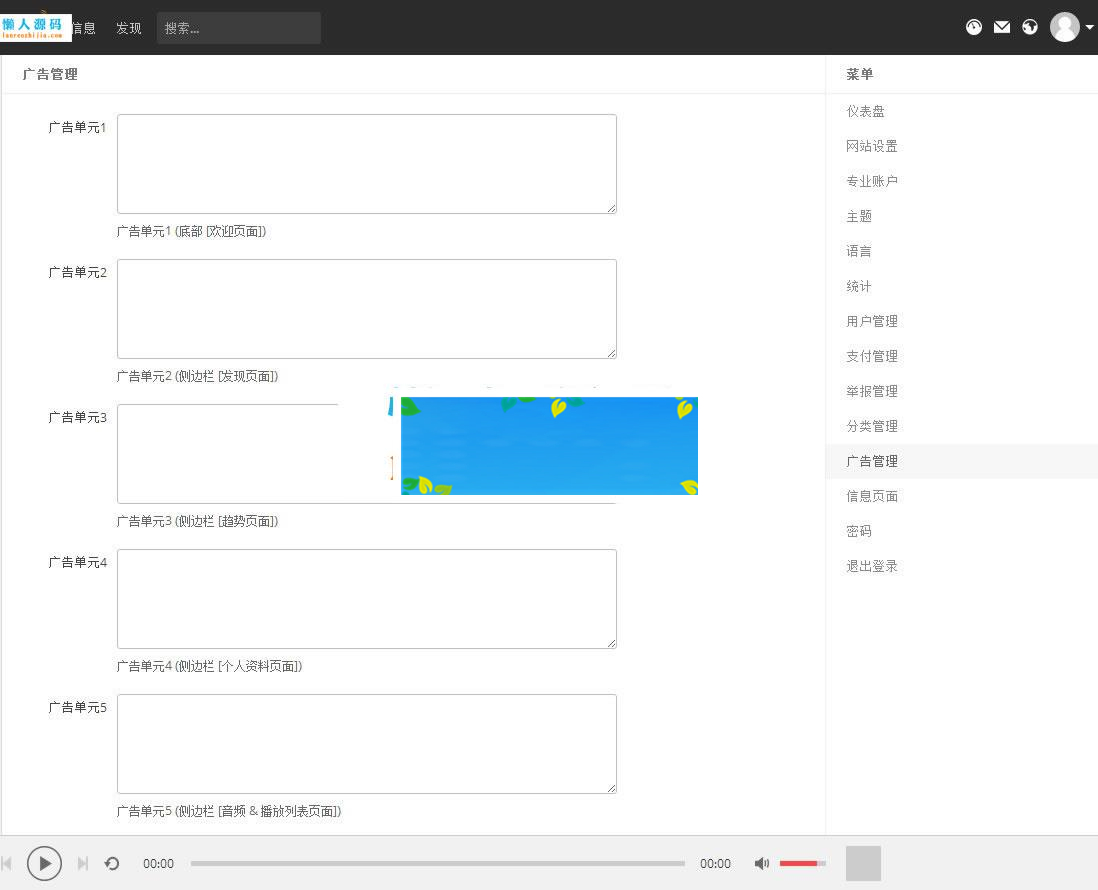 懒人源码
lanrenzhijia.com
信息
发现
搜索...
广告管理
菜单
广告单元1
广告单元1 (底部 [欢迎页面])
广告单元2
广告单元2 (侧边栏 [发现页面])
广告单元3
广告单元3 (侧边栏 [趋势页面])
广告单元4
广告单元4 (侧边栏 [个人资料页面])
广告单元5
广告单元5 (侧边栏 [音频 & 播放列表页面])
仪表盘
网站设置
专业账户
主题
语言
统计
用户管理
支付管理
举报管理
分类管理
广告管理
信息页面
密码
退出登录
00:00
00:00